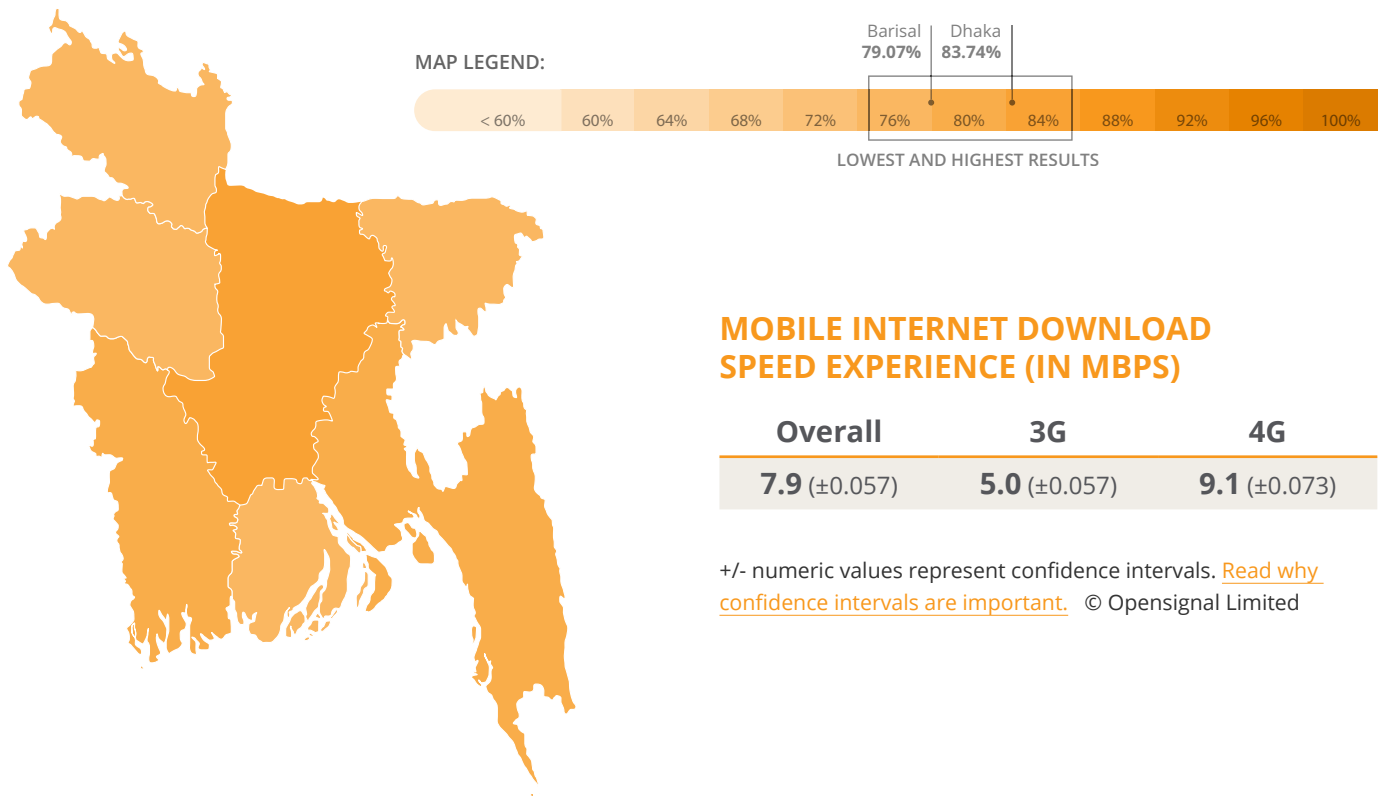 Barisal Dhaka
79.07% 83.74%
MAP LEGEND:
< 60% 60% 64% 68% 72% 76% 80% 84% 88% 92% 96% 100%
LOWEST AND HIGHEST RESULTS
MOBILE INTERNET DOWNLOAD
SPEED EXPERIENCE (IN MBPS)
Overall 3G 4G
7.9 (±0.057) 5.0 (±0.057) 9.1 (±0.073)
+/- numeric values represent confidence intervals. Read why
confidence intervals are important. © Opensignal Limited